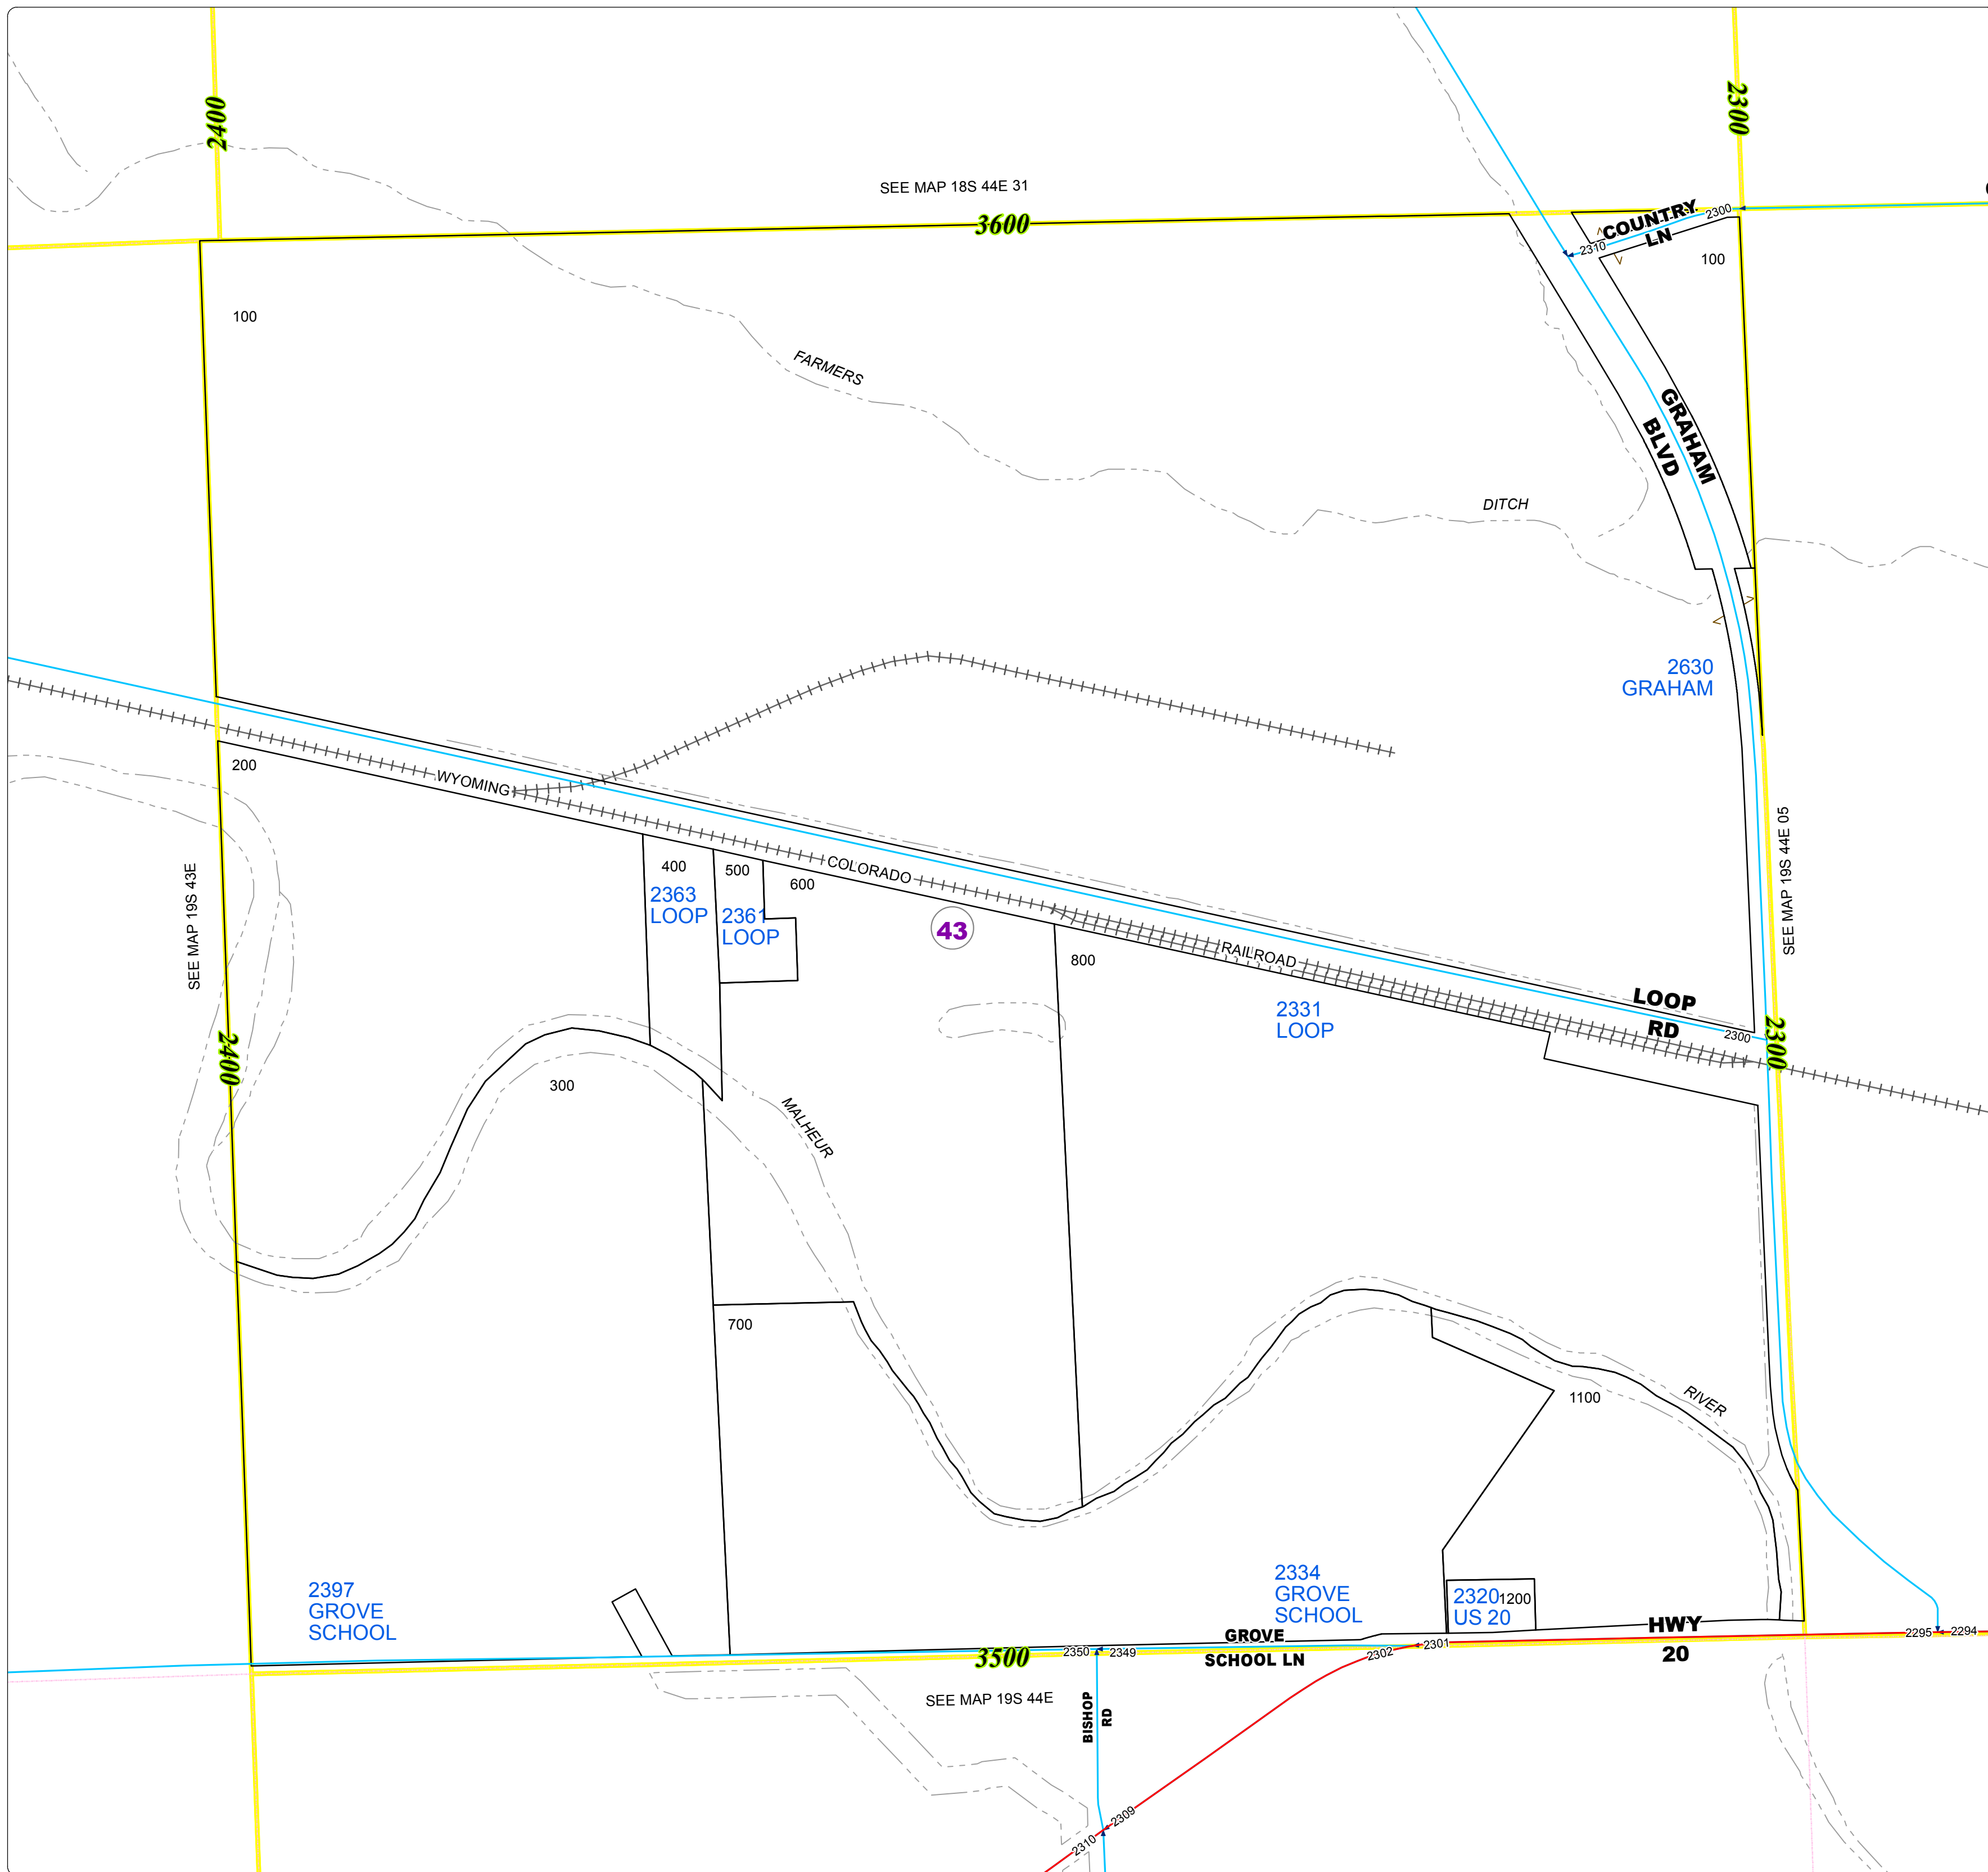 2400
2300
SEE MAP 18S 44E 31
3600
COUNTRY
LN
2300
2310
100
100
FARMERS
GRAHAM
BLVD
DITCH
2630
GRAHAM
200
WYOMING
SEE MAP 19S 43E
SEE MAP 19S 44E 05
400
500
600
COLORADO
2363
LOOP
2361
LOOP
43
800
RAILROAD
2331
LOOP
LOOP
RD
2300
2300
2400
300
MALHEUR
700
1100
RIVER
2397
GROVE
SCHOOL
2334
GROVE
SCHOOL
2320
US 20
1200
GROVE
SCHOOL LN
HWY
20
3500
2350
2349
2302
2301
2295
2294
SEE MAP 19S 44E
BISHOP
RD
2309
2310